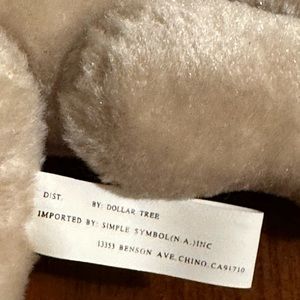 DIST. BY: DOLLAR TREE
IMPORTED BY: SIMPLE SYMBOL(N A.)INC
13353 BENSON AVE,CHINO,CA91710